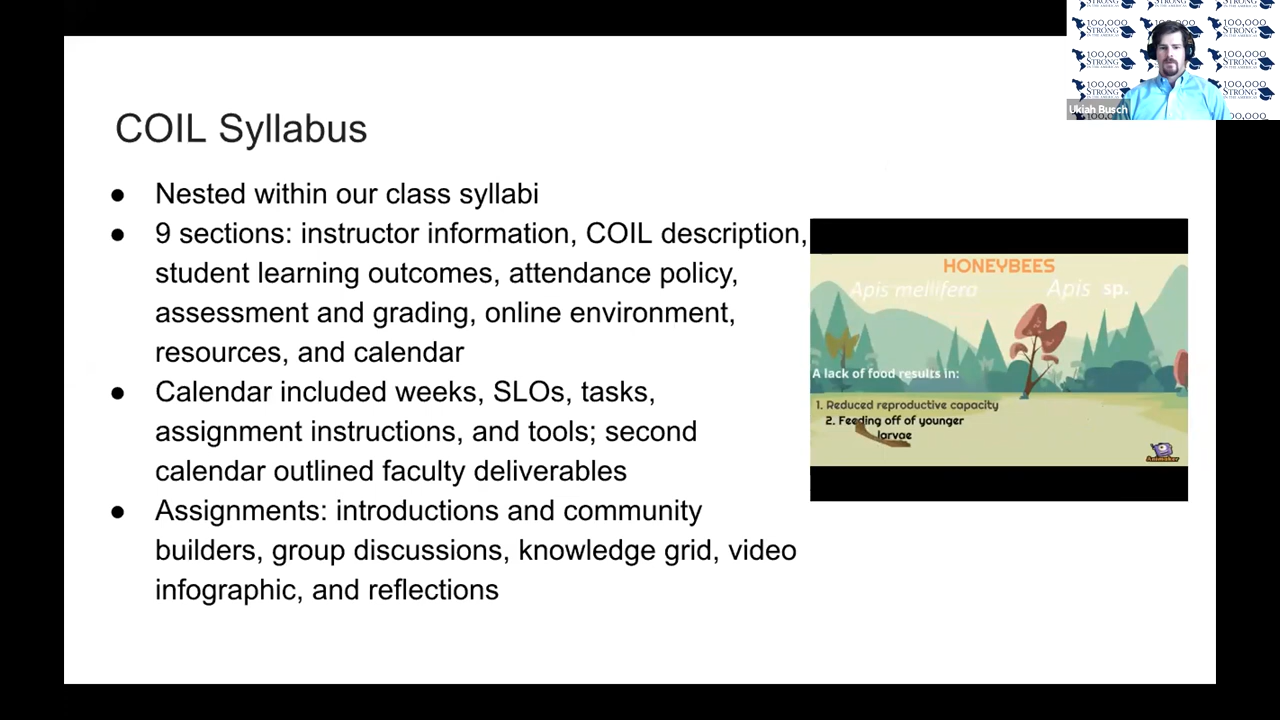 100,000
STRONG
IN THE AMERICAS
Ukiah Busch
COIL Syllabus
● Nested within our class syllabi
● 9 sections: instructor information, COIL description,
student learning outcomes, attendance policy,
assessment and grading, online environment,
resources, and calendar
● Calendar included weeks, SLOs, tasks,
assignment instructions, and tools; second
calendar outlined faculty deliverables
● Assignments: introductions and community
builders, group discussions, knowledge grid, video
infographic, and reflections
HONEYBEES
Apis mellifera Apis sp.
A lack of food results in:
1. Reduced reproductive capacity
2. Feeding off of younger
larvae
Animaker